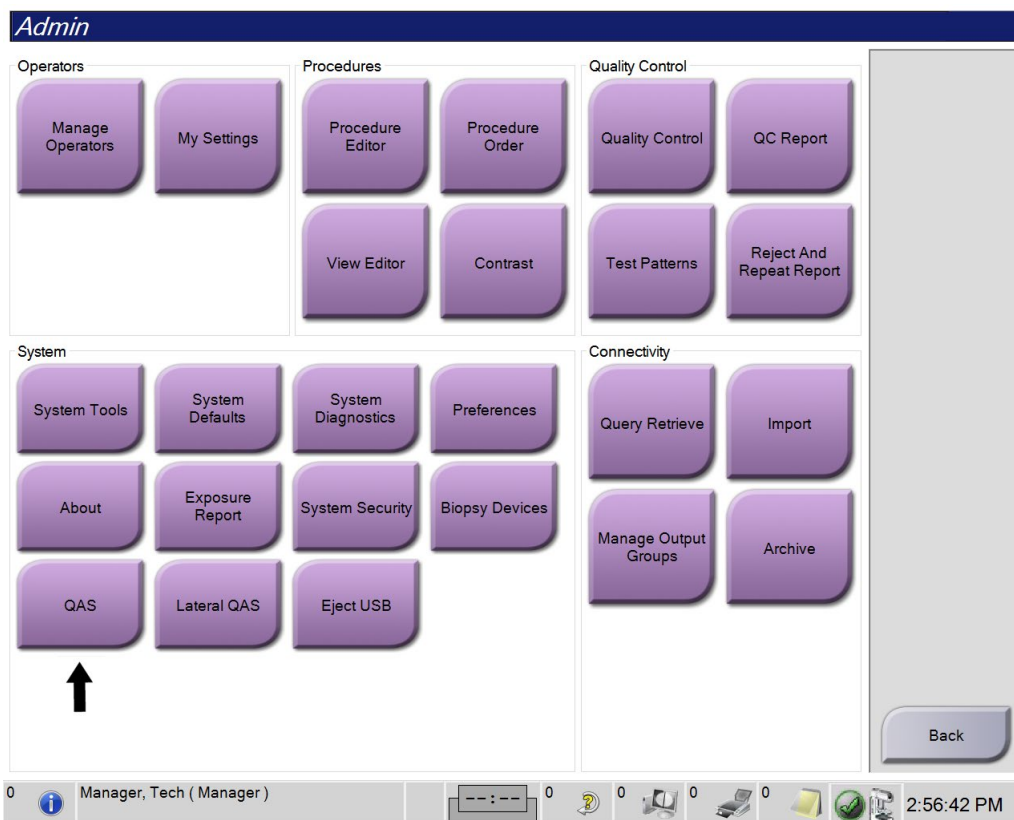 Admin
Operators
Manage
Operators
My Settings
Procedures
Procedure
Editor
Procedure
Order
View Editor
Contrast
Quality Control
Quality Control
QC Report
Test Patterns
Reject And
Repeat Report
System
System Tools
System
Defaults
System
Diagnostics
Preferences
About
Exposure
Report
System Security
Biopsy Devices
QAS
Lateral QAS
Eject USB
Connectivity
Query Retrieve
Import
Manage Output
Groups
Archive
Back
0
Manager, Tech ( Manager )
--:--
0
0
0
0
2:56:42 PM